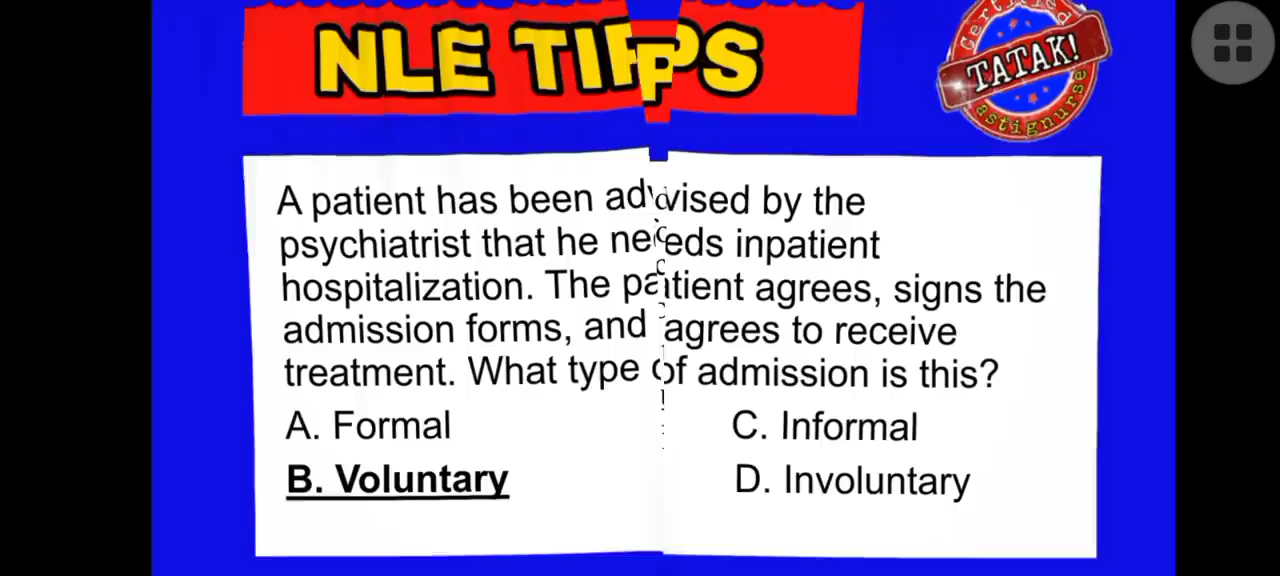 NLE TIPPS
Certified
TATAK!
astignurse
A patient has been advised by the
psychiatrist that he needs inpatient
hospitalization. The patient agrees, signs the
admission forms, and agrees to receive
treatment. What type of admission is this?
A. Formal
C. Informal
B. Voluntary
D. Involuntary